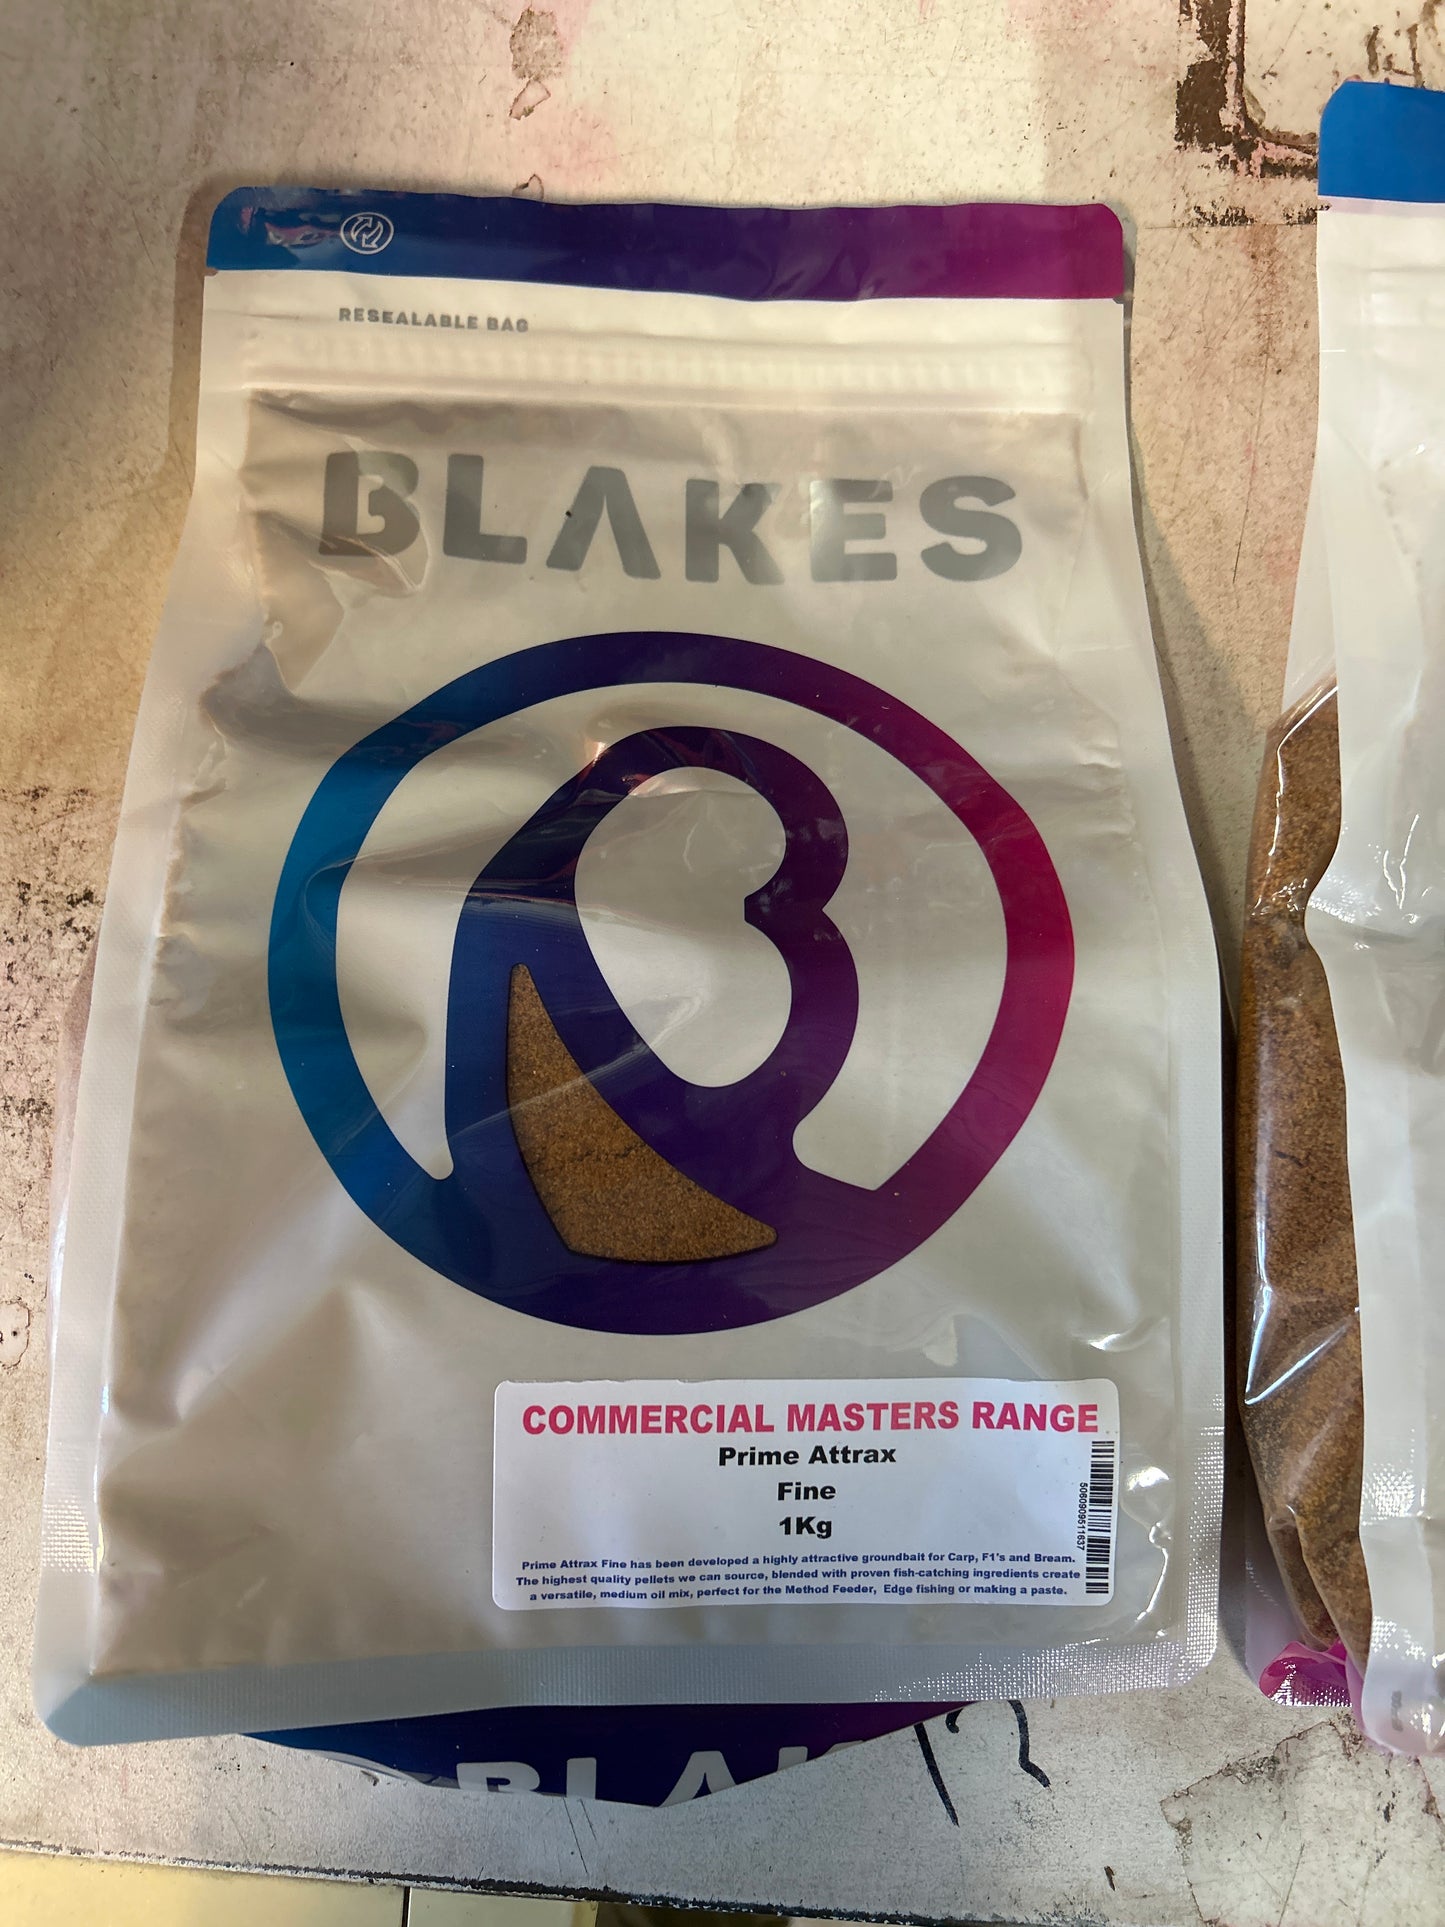 RESEALABLE BAG
BLAKES
COMMERCIAL MASTERS RANGE
Prime Attrax
Fine
1Kg
Prime Attrax Fine has been developed a highly attractive groundbait for Carp, F1's and Bream.
The highest quality pellets we can source, blended with proven fish-catching ingredients create
a versatile, medium oil mix, perfect for the Method Feeder, Edge fishing or making a paste.
5060909511637